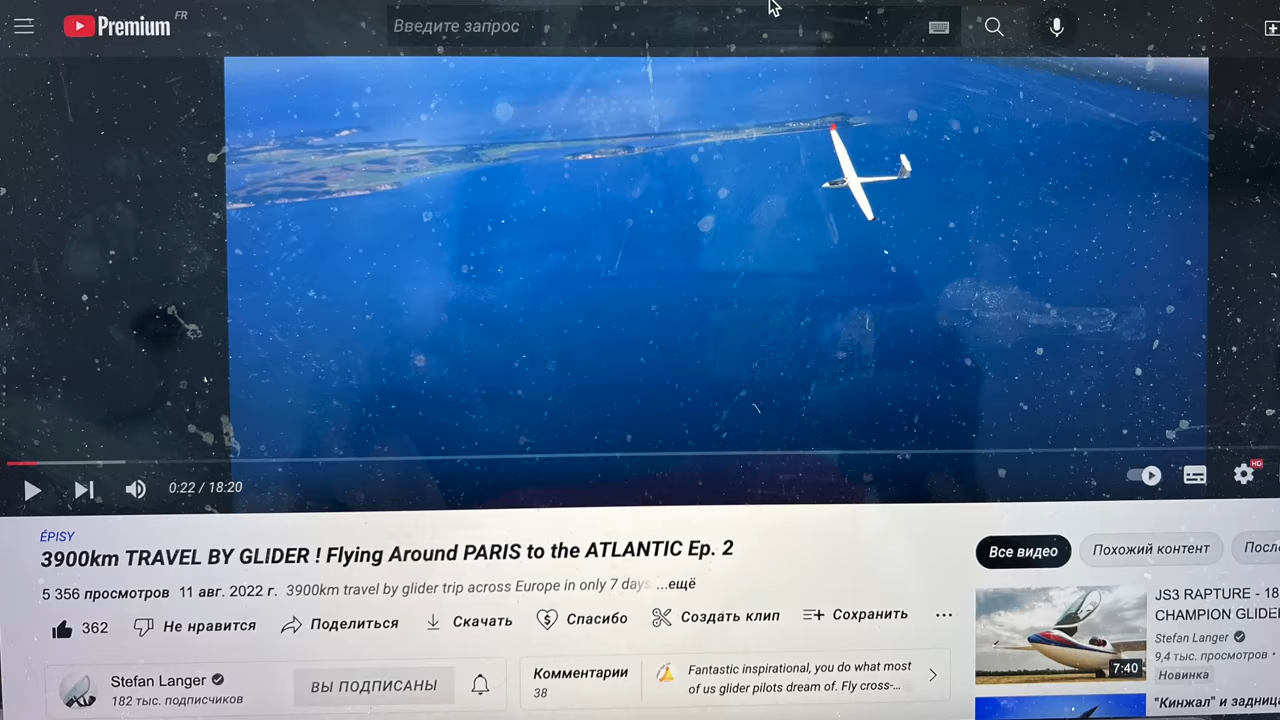 Premium FR
Введите запрос
0:22 / 18:20
HD
ÉPISY
3900km TRAVEL BY GLIDER ! Flying Around PARIS to the ATLANTIC Ep. 2
5 356 просмотров 11 авг. 2022 г. 3900km travel by glider trip across Europe in only 7 days ...ещё
362 Не нравится Поделиться Скачать Спасибо Создать клип Сохранить
Stefan Langer
182 тыс. подписчиков
ВЫ ПОДПИСАНЫ
Комментарии
38
Fantastic inspirational, you do what most
of us glider pilots dream of. Fly cross-...
Все видео Похожий контент После
7:40
JS3 RAPTURE - 18
CHAMPION GLIDE
Stefan Langer
9,4 тыс. просмотров •
Новинка
"Кинжал" и задница